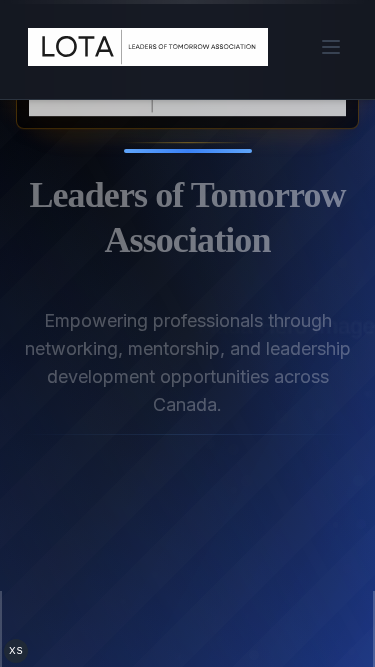 LOTA
LEADERS OF TOMORROW ASSOCIATION
Leaders of Tomorrow
Association
Empowering professionals through
networking, mentorship, and leadership
development opportunities across
Canada.
XS